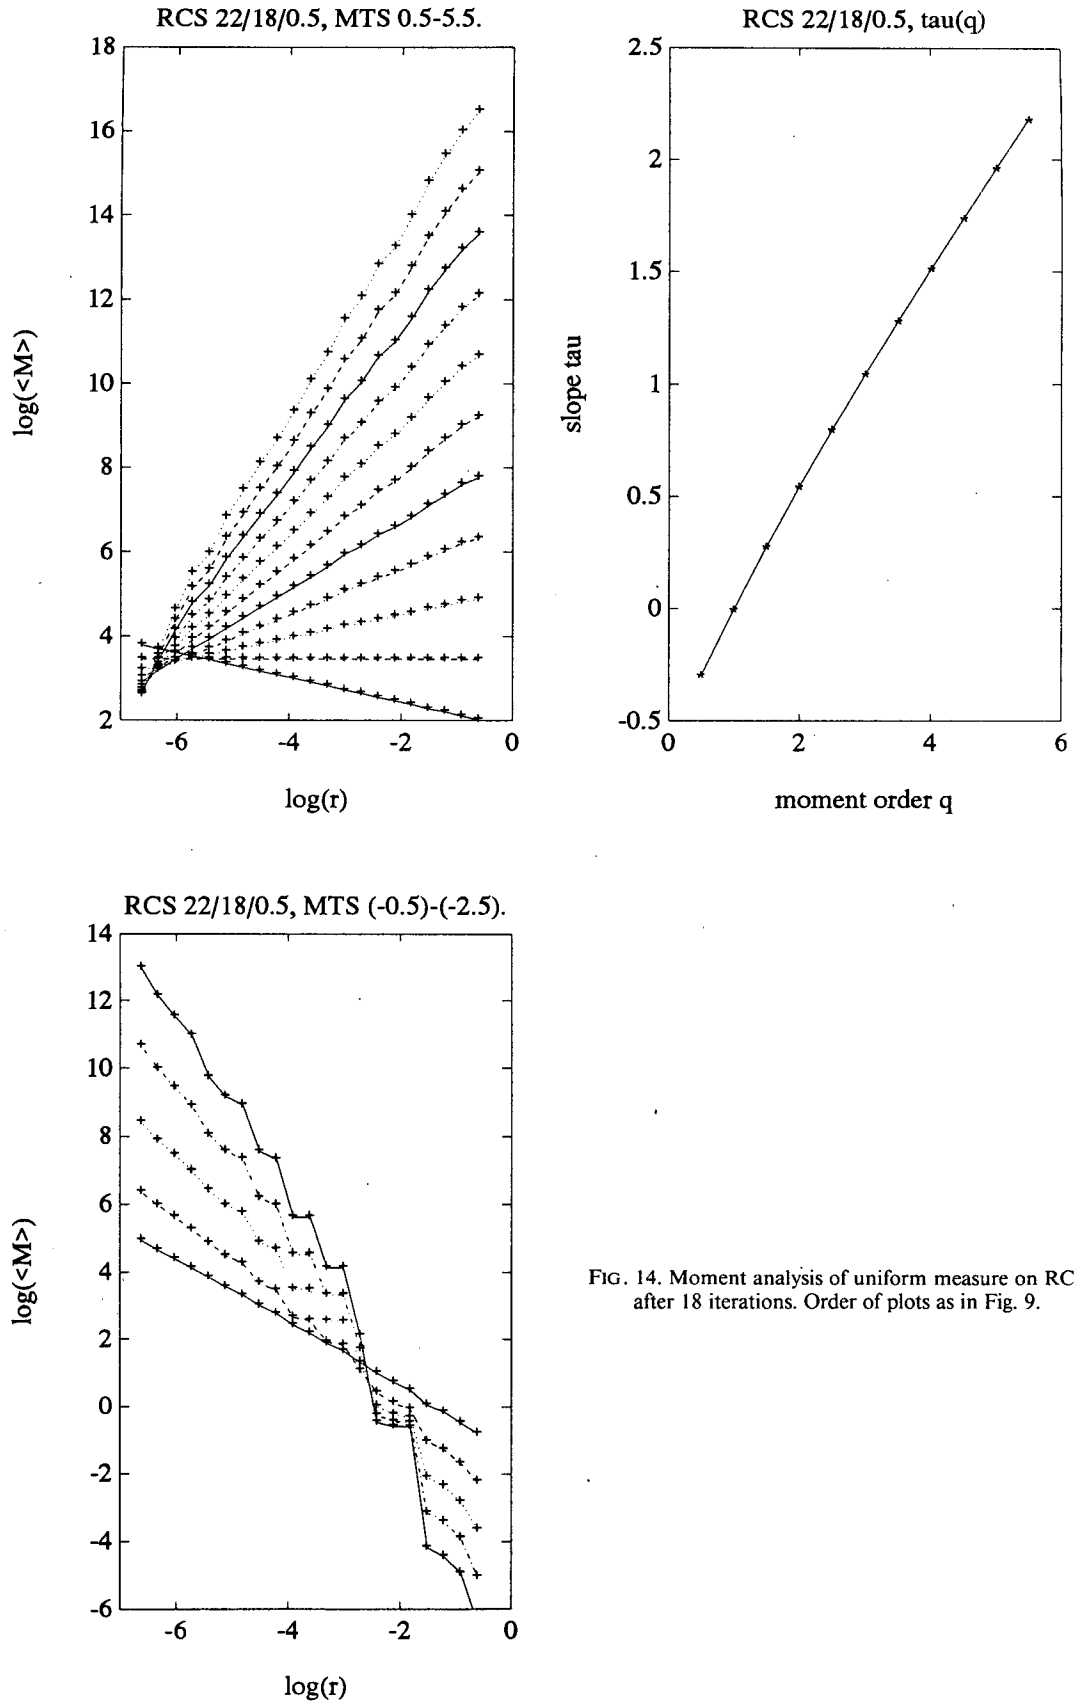 RCS 22/18/0.5, MTS 0.5-5.5.
18
16
14
12
10
8
6
4
2
-6 -4 -2 0
log(<M>)
log(r)
RCS 22/18/0.5, tau(q)
2.5
2
1.5
1
0.5
0
-0.5
0 2 4 6
slope tau
moment order q
RCS 22/18/0.5, MTS (-0.5)-(-2.5).
14
12
10
8
6
4
2
0
-2
-4
-6
-6 -4 -2 0
log(<M>)
log(r)
FIG. 14. Moment analysis of uniform measure on RC
after 18 iterations. Order of plots as in Fig. 9.